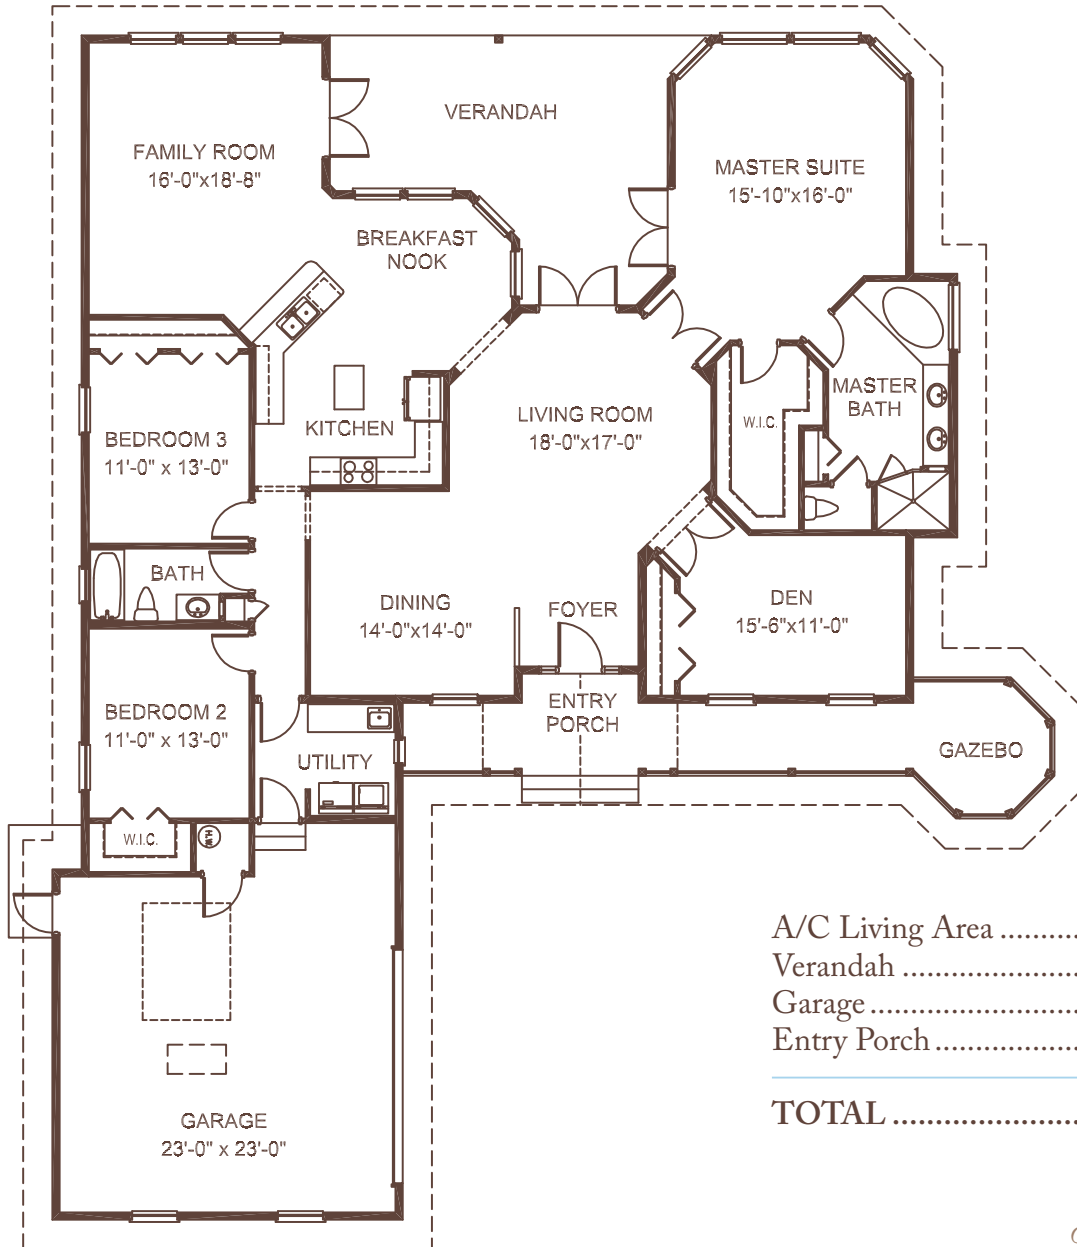 VERANDAH
FAMILY ROOM
16'-0"x18'-8"
MASTER SUITE
15'-10"x16'-0"
BREAKFAST
NOOK
MASTER
BATH
LIVING ROOM
18'-0"x17'-0"
W.I.C.
KITCHEN
BEDROOM 3
11'-0" x 13'-0"
BATH
DINING
14'-0"x14'-0"
FOYER
DEN
15'-6"x11'-0"
ENTRY
PORCH
BEDROOM 2
11'-0" x 13'-0"
UTILITY
GAZEBO
W.I.C.
H.W.
A/C Living Area ..........
Verandah ........................
Garage ............................
Entry Porch ....................
TOTAL .........................
GARAGE
23'-0" x 23'-0"